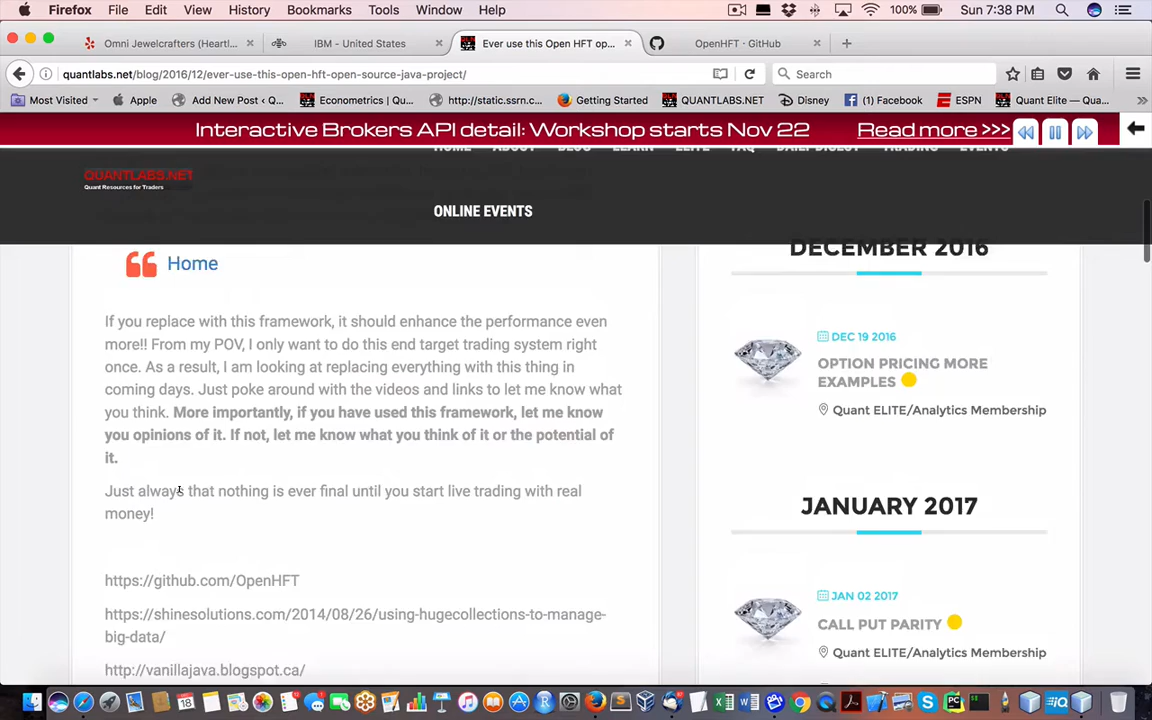 Firefox File Edit View History Bookmarks Tools Window Help 100% Sun 7:38 PM
Omni Jewelcrafters (Heartl... IBM - United States Ever use this Open HFT op... OpenHFT - GitHub
quantlabs.net/blog/2016/12/ever-use-this-open-hft-open-source-java-project/ Search
Most Visited Apple Add New Post ‹ Q... Econometrics | Qu... http://static.ssrn.c... Getting Started QUANTLABS.NET Disney (1) Facebook ESPN Quant Elite — Qua...
Interactive Brokers API detail: Workshop starts Nov 22 Read more >>>
HOME ABOUT BLOG LEARN ELITE FAQ DAILY DIGEST TRADING EVENTS
QUANTLABS.NET
Quant Resources for Traders
ONLINE EVENTS
Home
If you replace with this framework, it should enhance the performance even
more!! From my POV, I only want to do this end target trading system right
once. As a result, I am looking at replacing everything with this thing in
coming days. Just poke around with the videos and links to let me know what
you think. More importantly, if you have used this framework, let me know
you opinions of it. If not, let me know what you think of it or the potential of
it.
Just always that nothing is ever final until you start live trading with real
money!
https://github.com/OpenHFT
https://shinesolutions.com/2014/08/26/using-hugecollections-to-manage-
big-data/
http://vanillajava.blogspot.ca/
DECEMBER 2016
DEC 19 2016
OPTION PRICING MORE
EXAMPLES
Quant ELITE/Analytics Membership
JANUARY 2017
JAN 02 2017
CALL PUT PARITY
Quant ELITE/Analytics Membership